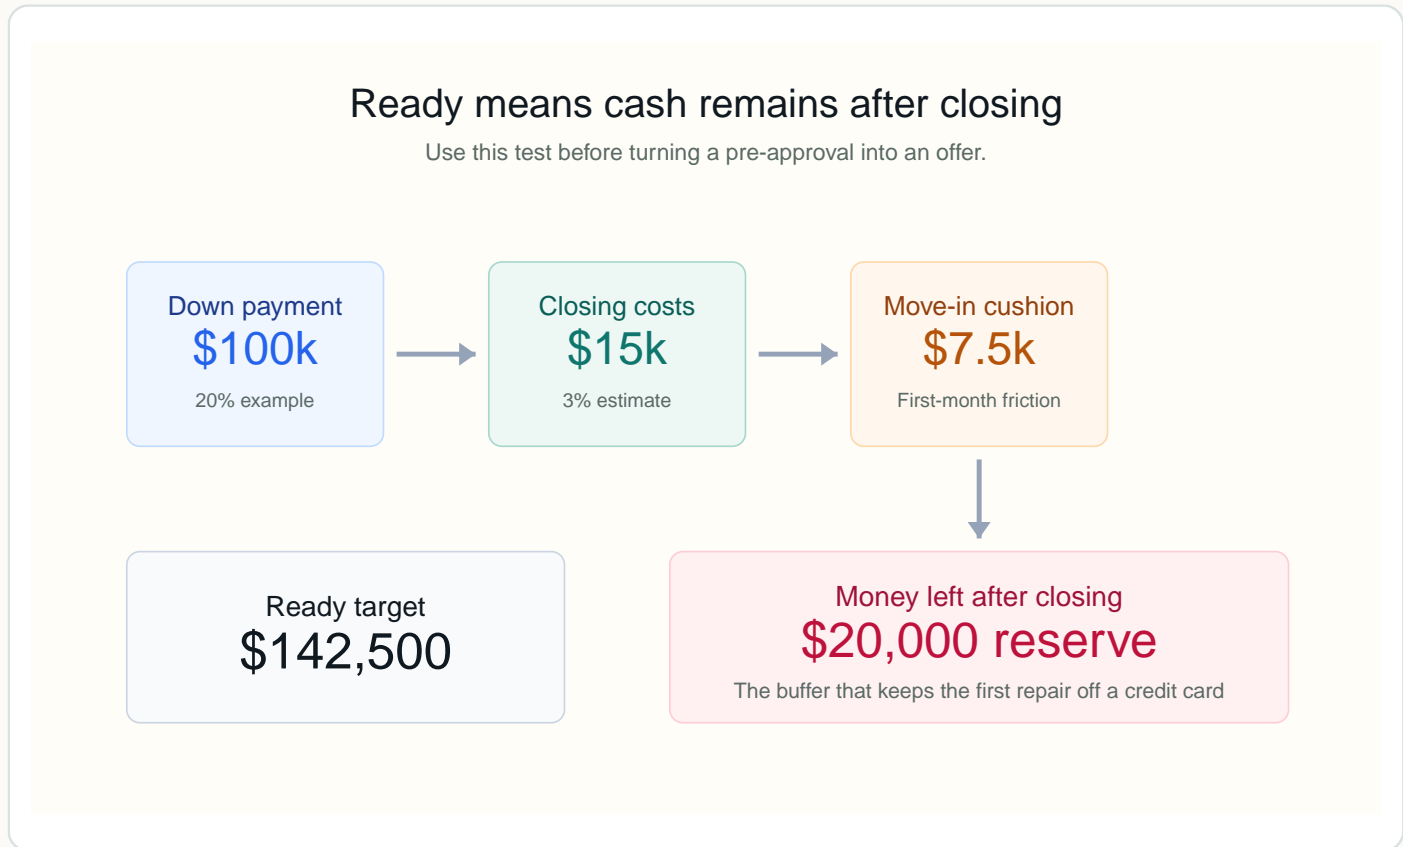 Ready means cash remains after closing
Use this test before turning a pre-approval into an offer.
Down payment
$100k
20% example
Closing costs
$15k
3% estimate
Move-in cushion
$7.5k
First-month friction
Ready target
$142,500
Money left after closing
$20,000 reserve
The buffer that keeps the first repair off a credit card